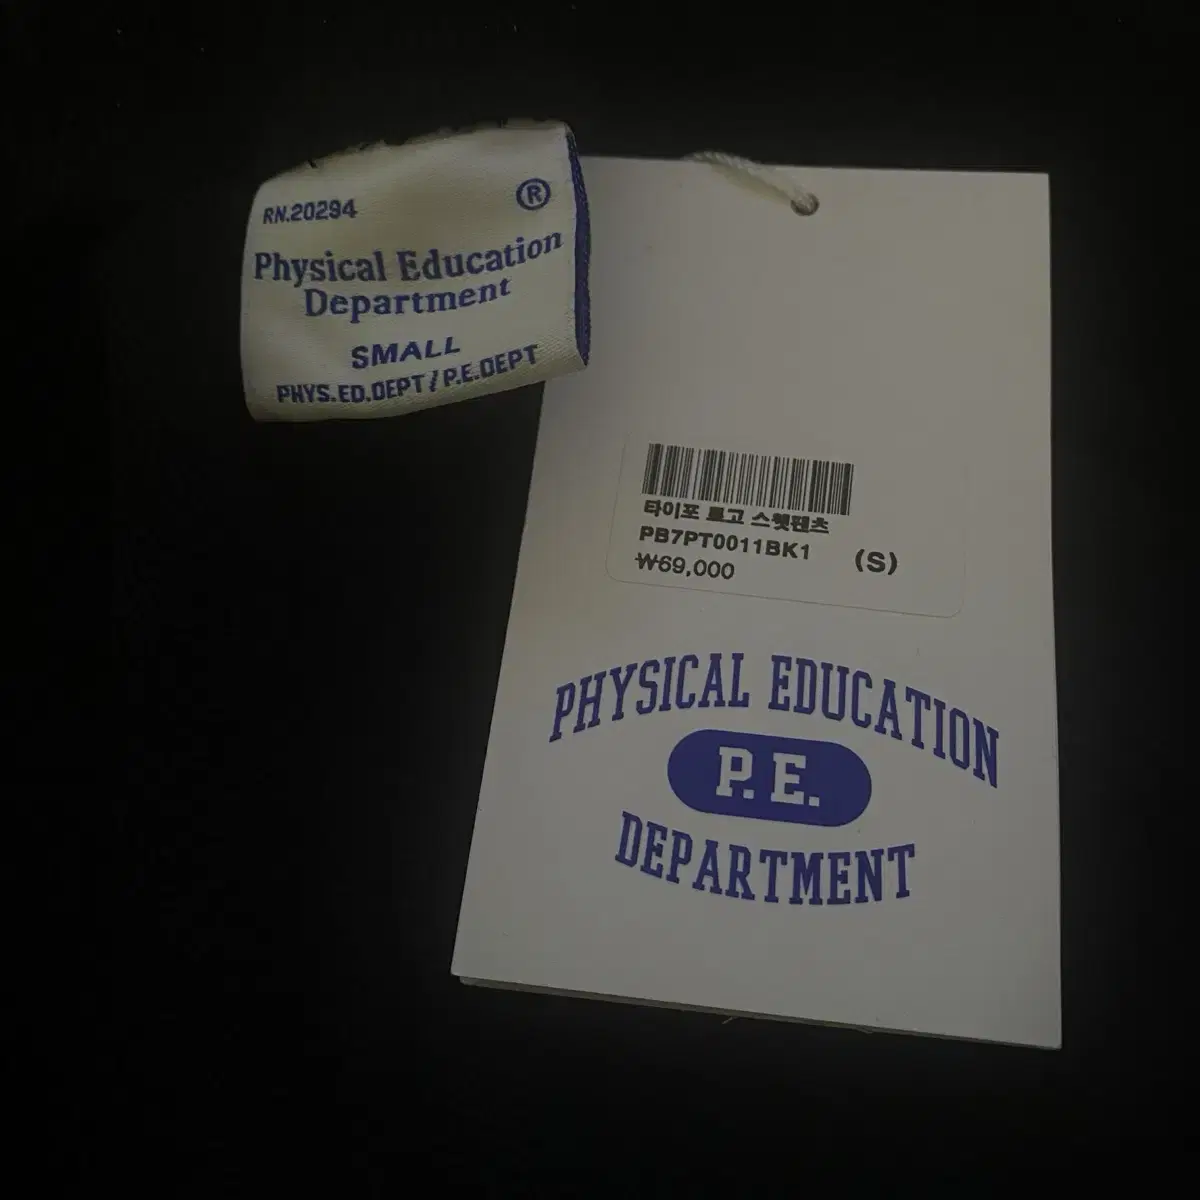 RN.20294
®
Physical Education
Department
SMALL
PHYS.ED.DEPT / P.E.DEPT
타이포 로고 스웻팬츠
PB7PT0011BK1 (S)
₩69,000
PHYSICAL EDUCATION
P.E.
DEPARTMENT